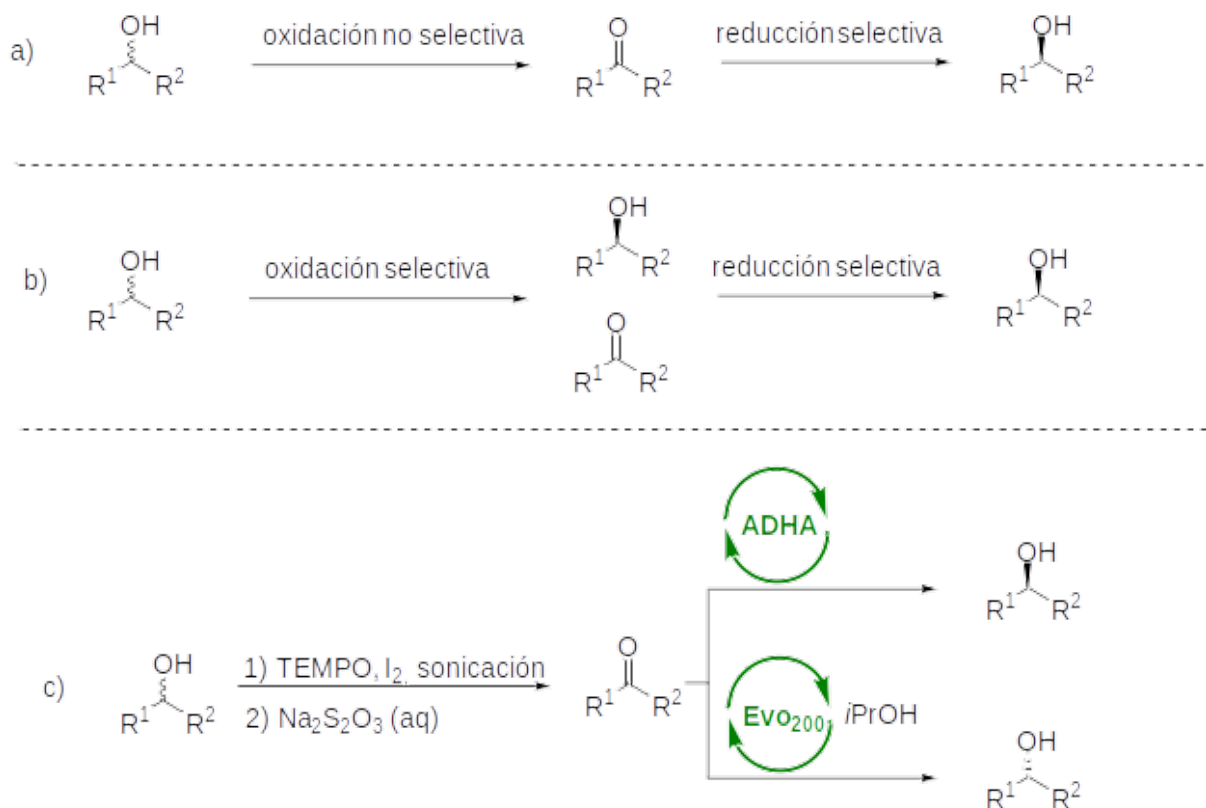 a)
OH
R¹ R²
oxidación no selectiva
O
R¹ R²
reducción selectiva
OH
R¹ R²
b)
OH
R¹ R²
oxidación selectiva
OH
R¹ R²
O
R¹ R²
reducción selectiva
OH
R¹ R²
c)
OH
R¹ R²
1) TEMPO, I₂, sonicación
2) Na₂S₂O₃ (aq)
O
R¹ R²
ADHA
OH
R¹ R²
Evo₂₀₀, iPrOH
OH
R¹ R²